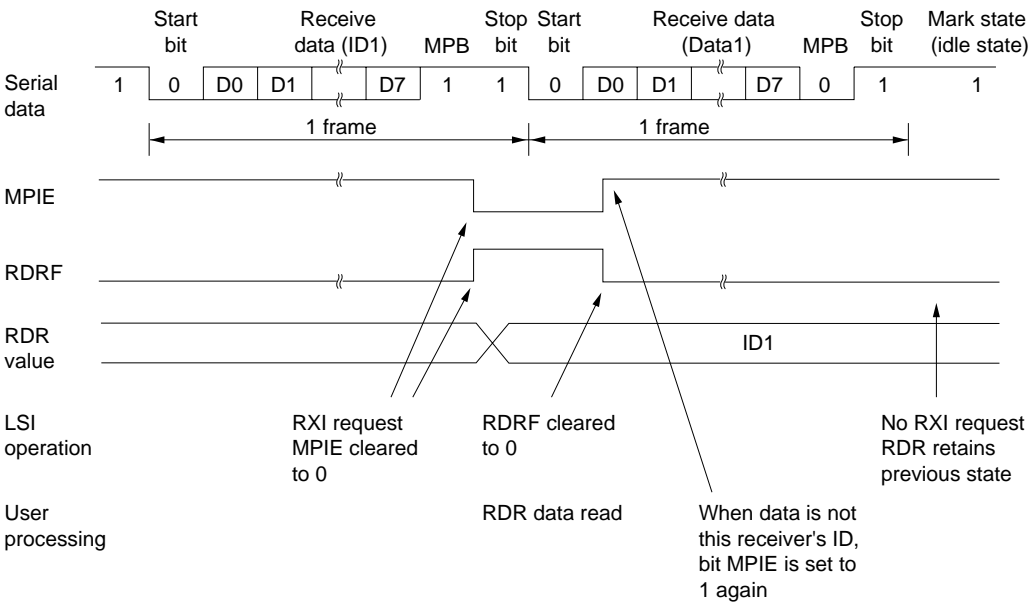 Start bit
Receive data (ID1)
MPB
Stop bit
Start bit
Receive data (Data1)
MPB
Stop bit
Mark state (idle state)
Serial data
1 0 D0 D1 D7 1 1 0 D0 D1 D7 0 1 1
1 frame
1 frame
MPIE
RDRF
RDR value
ID1
LSI operation
RXI request
MPIE cleared
to 0
RDRF cleared
to 0
No RXI request
RDR retains
previous state
User processing
RDR data read
When data is not
this receiver's ID,
bit MPIE is set to
1 again